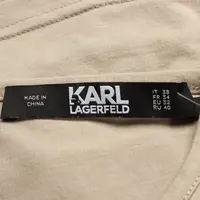 MADE IN
CHINA
KARL
LAGERFELD
IT 38
FR 34
EU 32
RU 40